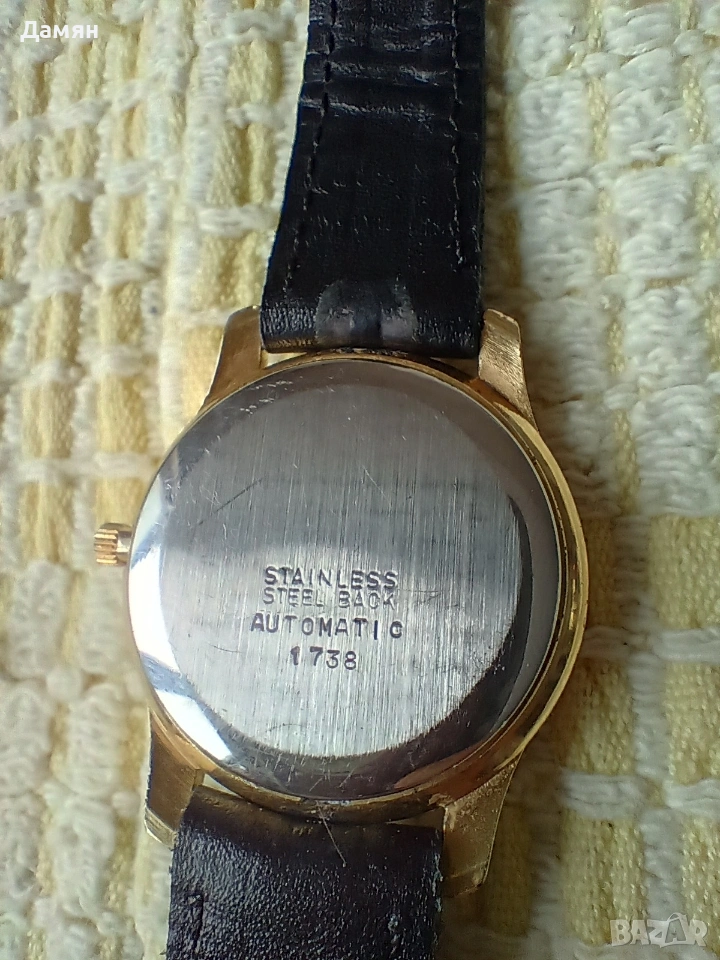 Дамян
STAINLESS
STEEL BACK
AUTOMATIC
1738
BAZAR